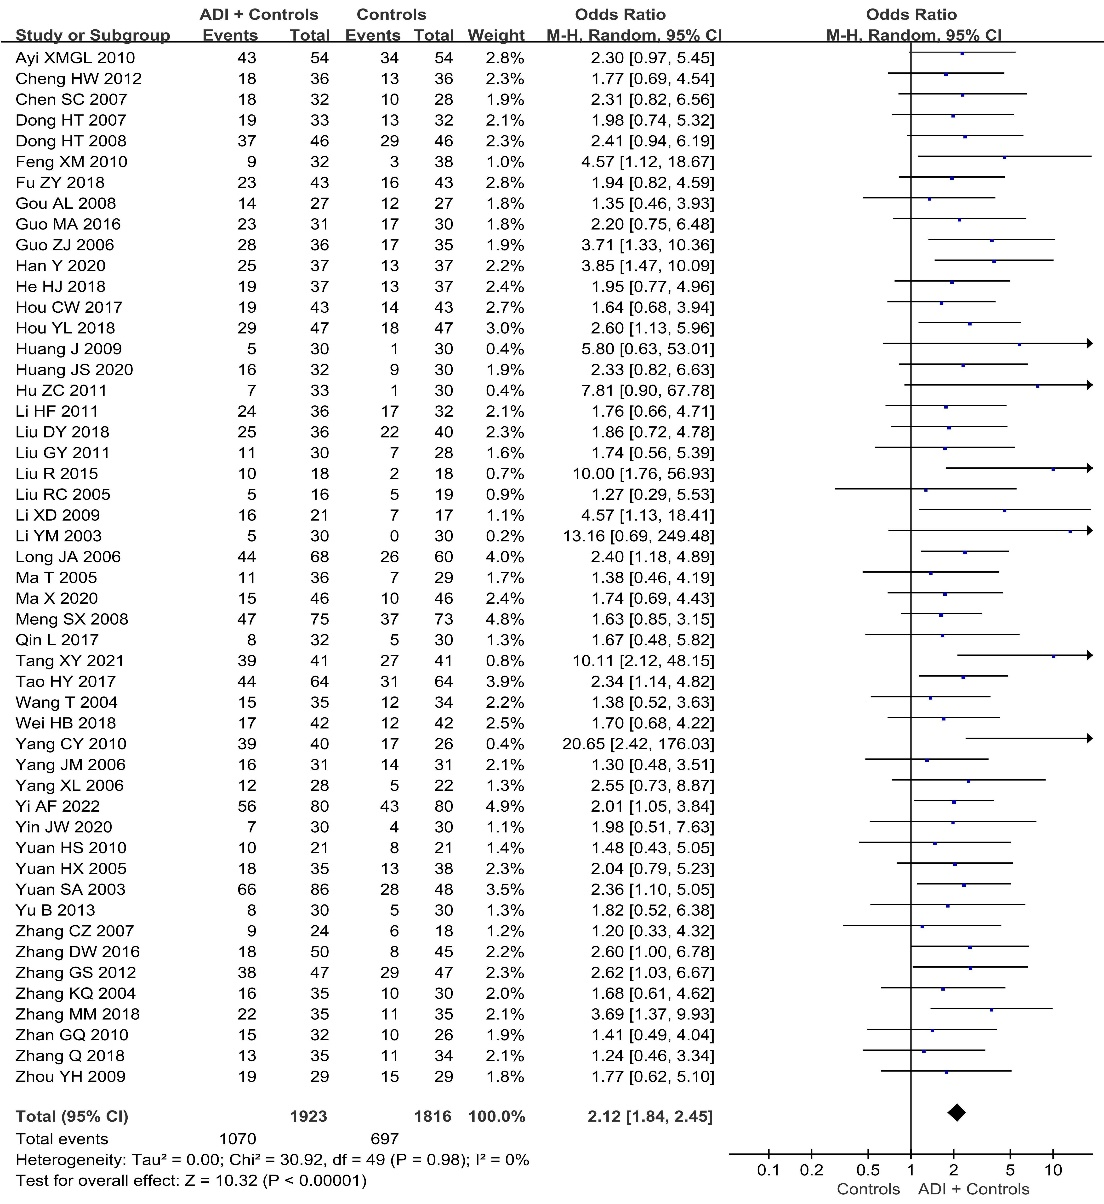 ADI + Controls Controls Odds Ratio Odds Ratio
Study or Subgroup Events Total Events Total Weight M-H, Random, 95% CI M-H, Random, 95% CI
Ayi XMGL 2010 43 54 34 54 2.8% 2.30 [0.97, 5.45]
Cheng HW 2012 18 36 13 36 2.3% 1.77 [0.69, 4.54]
Chen SC 2007 18 32 10 28 1.9% 2.31 [0.82, 6.56]
Dong HT 2007 19 33 13 32 2.1% 1.98 [0.74, 5.32]
Dong HT 2008 37 46 29 46 2.3% 2.41 [0.94, 6.19]
Feng XM 2010 9 32 3 38 1.0% 4.57 [1.12, 18.67]
Fu ZY 2018 23 43 16 43 2.8% 1.94 [0.82, 4.59]
Gou AL 2008 14 27 12 27 1.8% 1.35 [0.46, 3.93]
Guo MA 2016 23 31 17 30 1.8% 2.20 [0.75, 6.48]
Guo ZJ 2006 28 36 17 35 1.9% 3.71 [1.33, 10.36]
Han Y 2020 25 37 13 37 2.2% 3.85 [1.47, 10.09]
He HJ 2018 19 37 13 37 2.4% 1.95 [0.77, 4.96]
Hou CW 2017 19 43 14 43 2.7% 1.64 [0.68, 3.94]
Hou YL 2018 29 47 18 47 3.0% 2.60 [1.13, 5.96]
Huang J 2009 5 30 1 30 0.4% 5.80 [0.63, 53.01]
Huang JS 2020 16 32 9 30 1.9% 2.33 [0.82, 6.63]
Hu ZC 2011 7 33 1 30 0.4% 7.81 [0.90, 67.78]
Li HF 2011 24 36 17 32 2.1% 1.76 [0.66, 4.71]
Liu DY 2018 25 36 22 40 2.3% 1.86 [0.72, 4.78]
Liu GY 2011 11 30 7 28 1.6% 1.74 [0.56, 5.39]
Liu R 2015 10 18 2 18 0.7% 10.00 [1.76, 56.93]
Liu RC 2005 5 16 5 19 0.9% 1.27 [0.29, 5.53]
Li XD 2009 16 21 7 17 1.1% 4.57 [1.13, 18.41]
Li YM 2003 5 30 0 30 0.2% 13.16 [0.69, 249.48]
Long JA 2006 44 68 26 60 4.0% 2.40 [1.18, 4.89]
Ma T 2005 11 36 7 29 1.7% 1.38 [0.46, 4.19]
Ma X 2020 15 46 10 46 2.4% 1.74 [0.69, 4.43]
Meng SX 2008 47 75 37 73 4.8% 1.63 [0.85, 3.15]
Qin L 2017 8 32 5 30 1.3% 1.67 [0.48, 5.82]
Tang XY 2021 39 41 27 41 0.8% 10.11 [2.12, 48.15]
Tao HY 2017 44 64 31 64 3.9% 2.34 [1.14, 4.82]
Wang T 2004 15 35 12 34 2.2% 1.38 [0.52, 3.63]
Wei HB 2018 17 42 12 42 2.5% 1.70 [0.68, 4.22]
Yang CY 2010 39 40 17 26 0.4% 20.65 [2.42, 176.03]
Yang JM 2006 16 31 14 31 2.1% 1.30 [0.48, 3.51]
Yang XL 2006 12 28 5 22 1.3% 2.55 [0.73, 8.87]
Yi AF 2022 56 80 43 80 4.9% 2.01 [1.05, 3.84]
Yin JW 2020 7 30 4 30 1.1% 1.98 [0.51, 7.63]
Yuan HS 2010 10 21 8 21 1.4% 1.48 [0.43, 5.05]
Yuan HX 2005 18 35 13 38 2.3% 2.04 [0.79, 5.23]
Yuan SA 2003 66 86 28 48 3.5% 2.36 [1.10, 5.05]
Yu B 2013 8 30 5 30 1.3% 1.82 [0.52, 6.38]
Zhang CZ 2007 9 24 6 18 1.2% 1.20 [0.33, 4.32]
Zhang DW 2016 18 50 8 45 2.2% 2.60 [1.00, 6.78]
Zhang GS 2012 38 47 29 47 2.3% 2.62 [1.03, 6.67]
Zhang KQ 2004 16 35 10 30 2.0% 1.68 [0.61, 4.62]
Zhang MM 2018 22 35 11 35 2.1% 3.69 [1.37, 9.93]
Zhan GQ 2010 15 32 10 26 1.9% 1.41 [0.49, 4.04]
Zhang Q 2018 13 35 11 34 2.1% 1.24 [0.46, 3.34]
Zhou YH 2009 19 29 15 29 1.8% 1.77 [0.62, 5.10]
Total (95% CI) 1923 1816 100.0% 2.12 [1.84, 2.45]
Total events 1070 697
Heterogeneity: Tau² = 0.00; Chi² = 30.92, df = 49 (P = 0.98); I² = 0%
Test for overall effect: Z = 10.32 (P < 0.00001)
0.1 0.2 0.5 1 2 5 10
Controls ADI + Controls